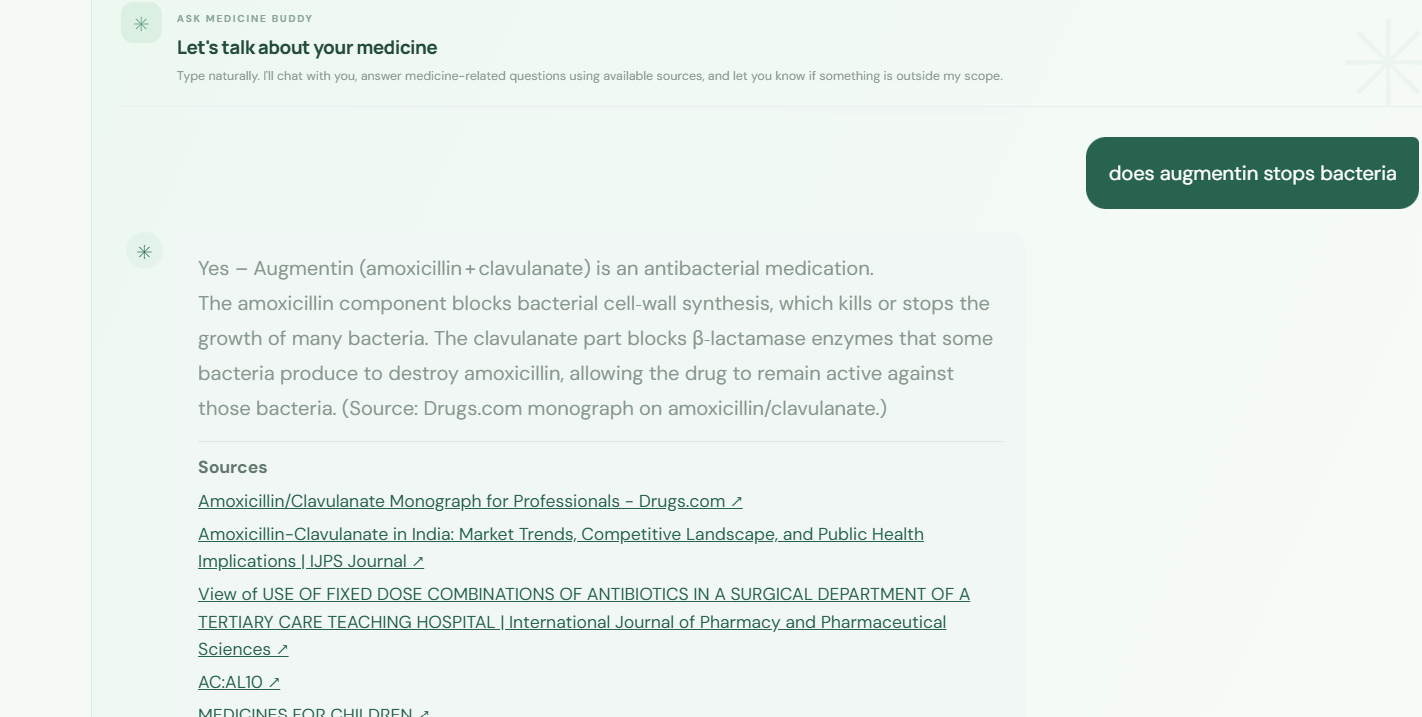 ASK MEDICINE BUDDY
Let's talk about your medicine
Type naturally. I'll chat with you, answer medicine-related questions using available sources, and let you know if something is outside my scope.
does augmentin stops bacteria
Yes – Augmentin (amoxicillin + clavulanate) is an antibacterial medication.
The amoxicillin component blocks bacterial cell-wall synthesis, which kills or stops the
growth of many bacteria. The clavulanate part blocks β-lactamase enzymes that some
bacteria produce to destroy amoxicillin, allowing the drug to remain active against
those bacteria. (Source: Drugs.com monograph on amoxicillin/clavulanate.)
Sources
Amoxicillin/Clavulanate Monograph for Professionals - Drugs.com ↗
Amoxicillin-Clavulanate in India: Market Trends, Competitive Landscape, and Public Health
Implications | IJPS Journal ↗
View of USE OF FIXED DOSE COMBINATIONS OF ANTIBIOTICS IN A SURGICAL DEPARTMENT OF A
TERTIARY CARE TEACHING HOSPITAL | International Journal of Pharmacy and Pharmaceutical
Sciences ↗
AC:AL10 ↗
MEDICINES FOR CHILDREN ↗